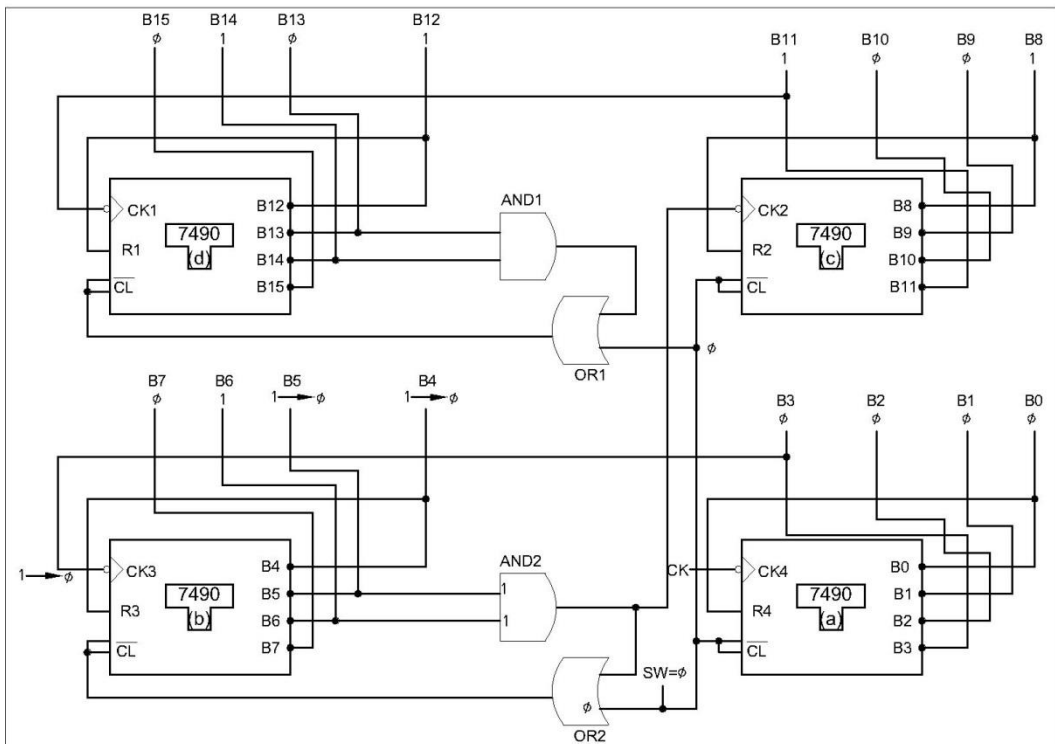 B15 B14 B13 B12
ϕ 1 ϕ 1
B11 B10 B9 B8
1 ϕ ϕ 1
CK1
7490
(d)
R1
CL
B12
B13
B14
B15
AND1
OR1
CK2
7490
(c)
R2
CL
B8
B9
B10
B11
ϕ
B7 B6 B5 B4
ϕ 1 1 ϕ 1 ϕ
B3 B2 B1 B0
ϕ ϕ ϕ ϕ
1 ϕ
CK3
7490
(b)
R3
CL
B4
B5
B6
B7
AND2
1
1
SW=ϕ
ϕ
OR2
CK
CK4
7490
(a)
R4
CL
B0
B1
B2
B3